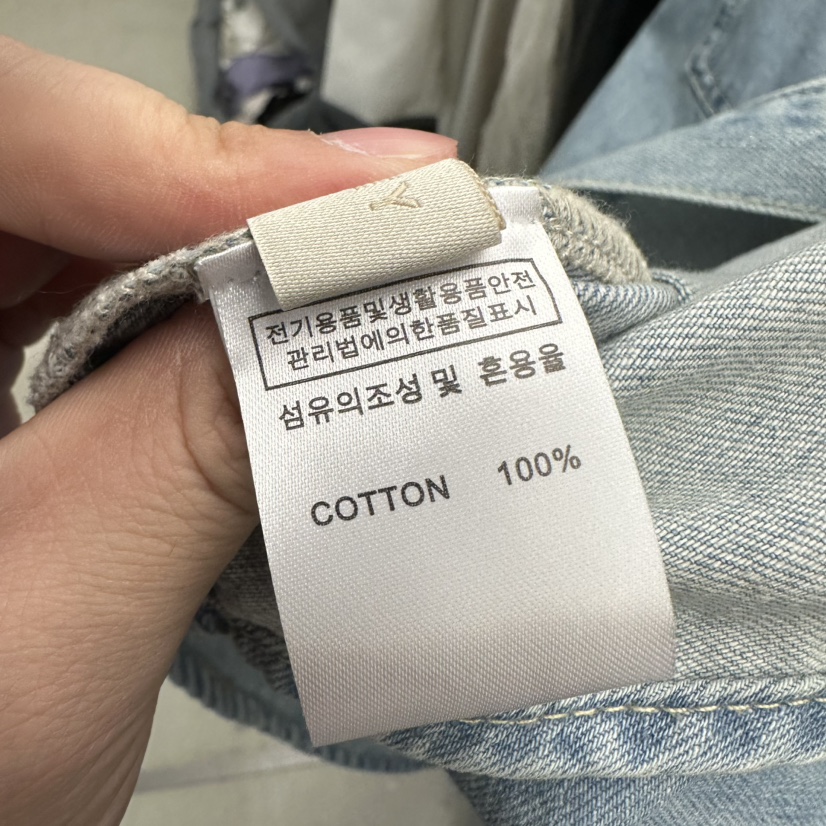 전기용품및생활용품안전
관리법에의한품질표시
섬유의조성 및 혼용율
COTTON 100%